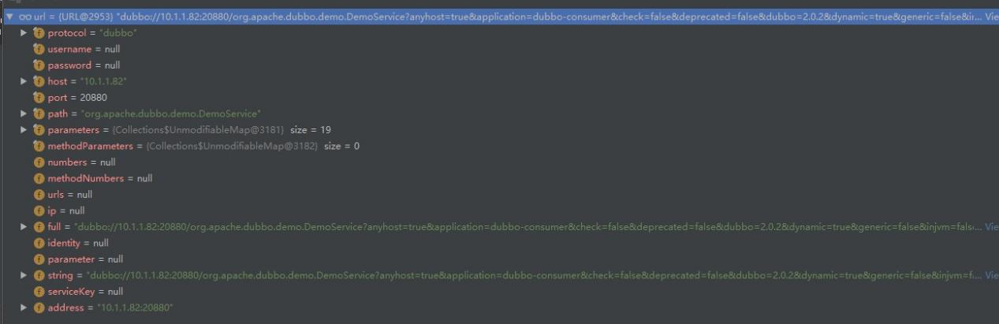 url = {URL@2953} "dubbo://10.1.1.82:20880/org.apache.dubbo.demo.DemoService?anyhost=true&application=dubbo-consumer&check=false&deprecated=false&dubbo=2.0.2&dynamic=true&generic=false&ir... Vie
f protocol = "dubbo"
f username = null
f password = null
f host = "10.1.1.82"
f port = 20880
f path = "org.apache.dubbo.demo.DemoService"
f parameters = {Collections$UnmodifiableMap@3181} size = 19
f methodParameters = {Collections$UnmodifiableMap@3182} size = 0
f numbers = null
f methodNumbers = null
f urls = null
f ip = null
f full = "dubbo://10.1.1.82:20880/org.apache.dubbo.demo.DemoService?anyhost=true&application=dubbo-consumer&check=false&deprecated=false&dubbo=2.0.2&dynamic=true&generic=false&injvm=fals... Vie
f identity = null
f parameter = null
f string = "dubbo://10.1.1.82:20880/org.apache.dubbo.demo.DemoService?anyhost=true&application=dubbo-consumer&check=false&deprecated=false&dubbo=2.0.2&dynamic=true&generic=false&injvm=f... View
f serviceKey = null
f address = "10.1.1.82:20880"